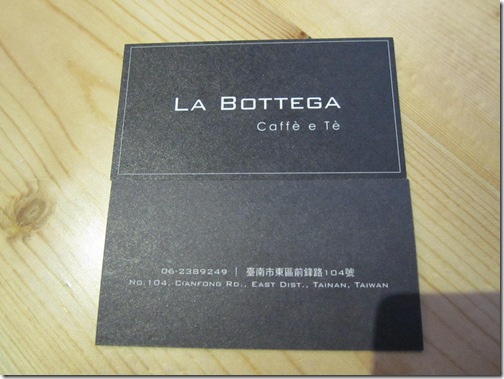 LA BOTTEGA
Caffè e Tè
06-2389249 | 臺南市東區前鋒路104號
NO.104, CIANFONG RD., EAST DIST., TAINAN, TAIWAN